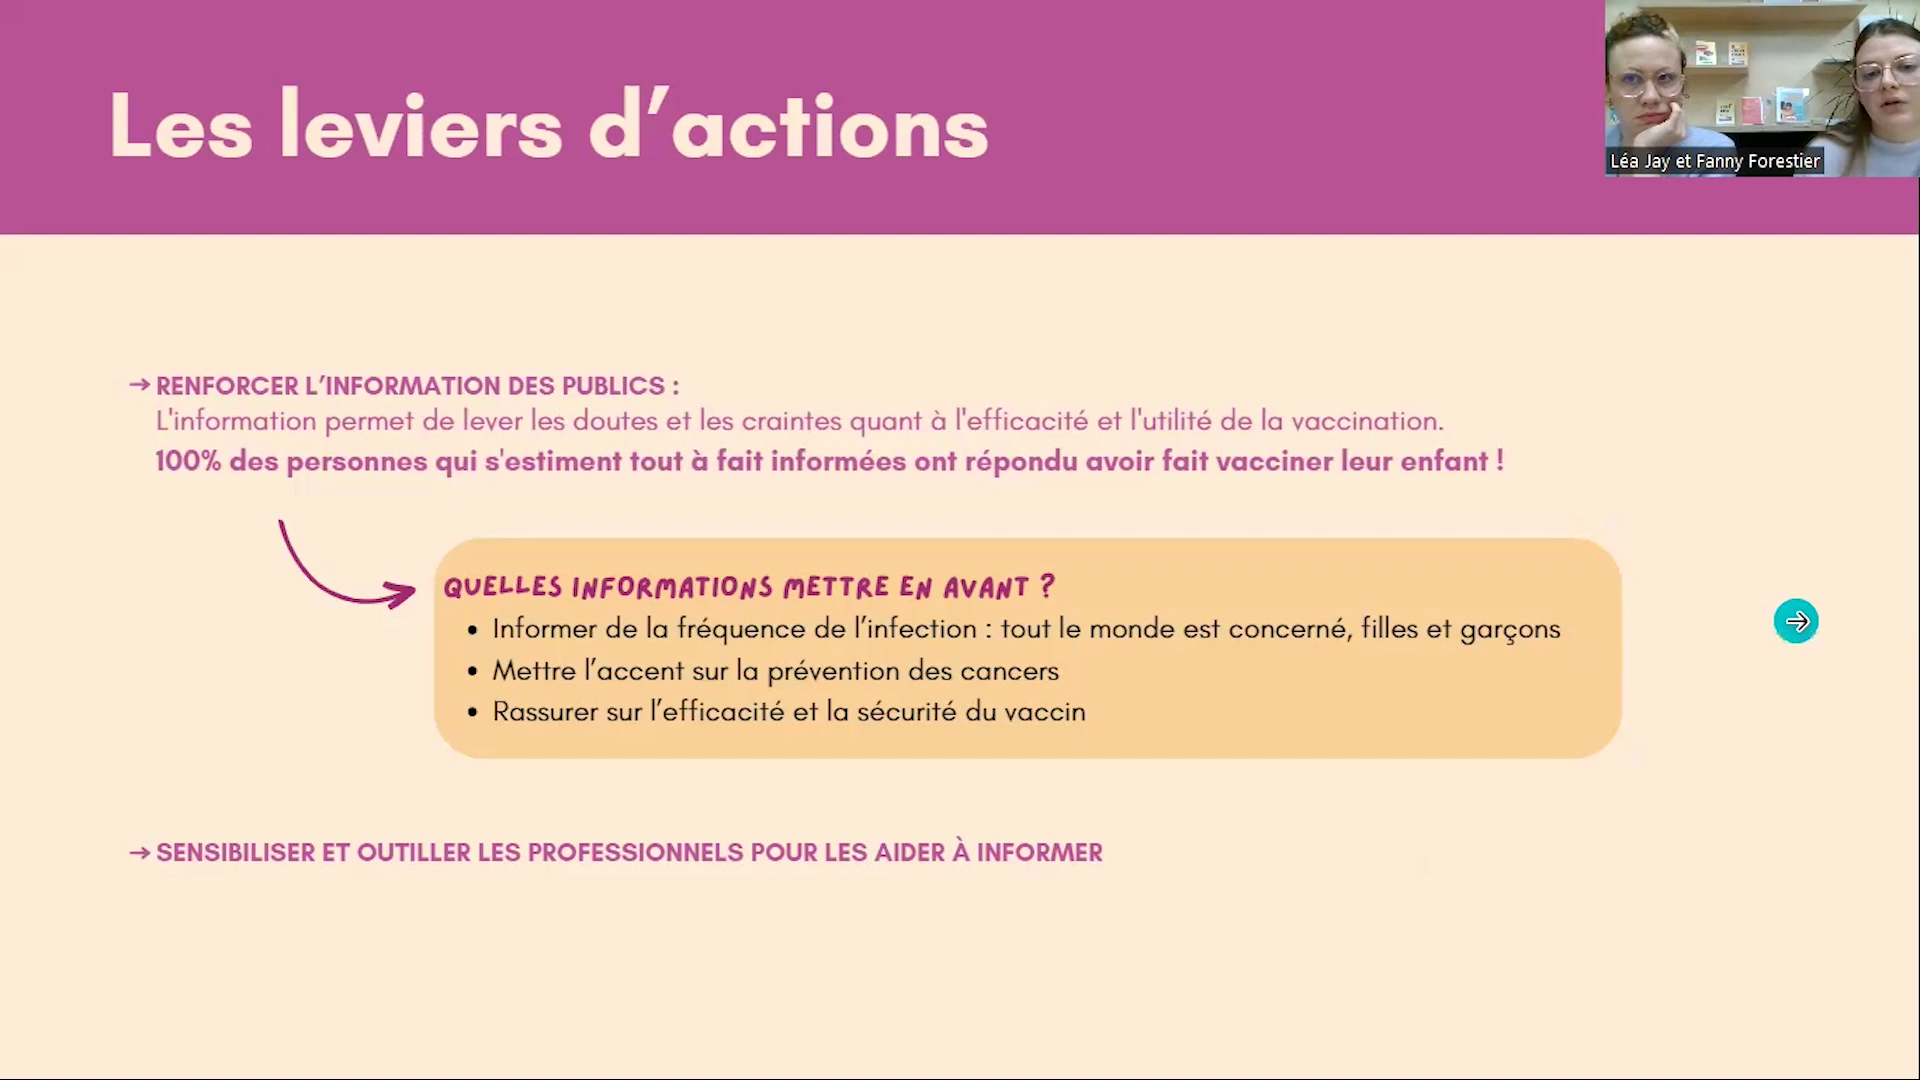 Les leviers d’actions
Léa Jay et Fanny Forestier
→ RENFORCER L’INFORMATION DES PUBLICS :
L'information permet de lever les doutes et les craintes quant à l'efficacité et l'utilité de la vaccination.
100% des personnes qui s'estiment tout à fait informées ont répondu avoir fait vacciner leur enfant !
QUELLES INFORMATIONS METTRE EN AVANT ?
• Informer de la fréquence de l’infection : tout le monde est concerné, filles et garçons
• Mettre l’accent sur la prévention des cancers
• Rassurer sur l’efficacité et la sécurité du vaccin
→ SENSIBILISER ET OUTILLER LES PROFESSIONNELS POUR LES AIDER À INFORMER